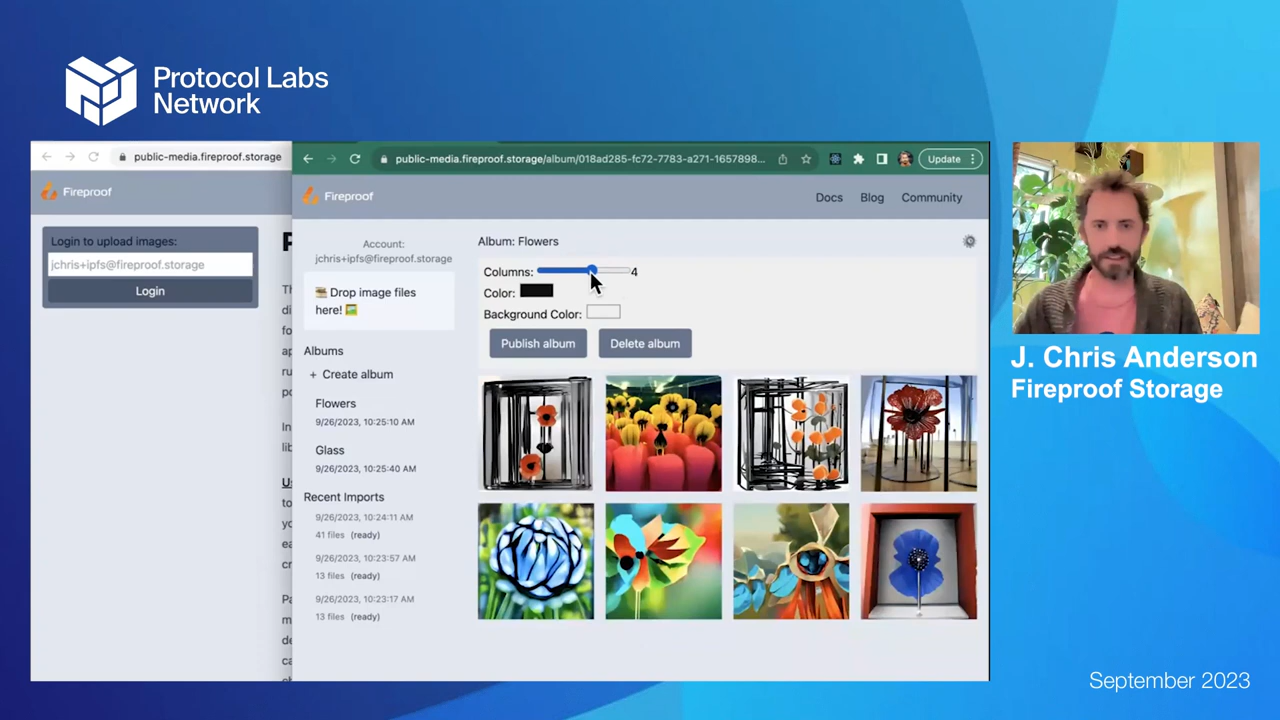 Protocol Labs
Network
public-media.fireproof.storage
Fireproof
Login to upload images:
jchris+ipfs@fireproof.storage
Login
public-media.fireproof.storage/album/018ad285-fc72-7783-a271-1657898...
Update
Fireproof
Docs
Blog
Community
Account:
jchris+ipfs@fireproof.storage
Drop image files
here!
Albums
+ Create album
Flowers
9/26/2023, 10:25:10 AM
Glass
9/26/2023, 10:25:40 AM
Recent Imports
9/26/2023, 10:24:11 AM
41 files (ready)
9/26/2023, 10:23:57 AM
13 files (ready)
9/26/2023, 10:23:17 AM
13 files (ready)
Album: Flowers
Columns: 4
Color:
Background Color:
Publish album
Delete album
J. Chris Anderson
Fireproof Storage
September 2023